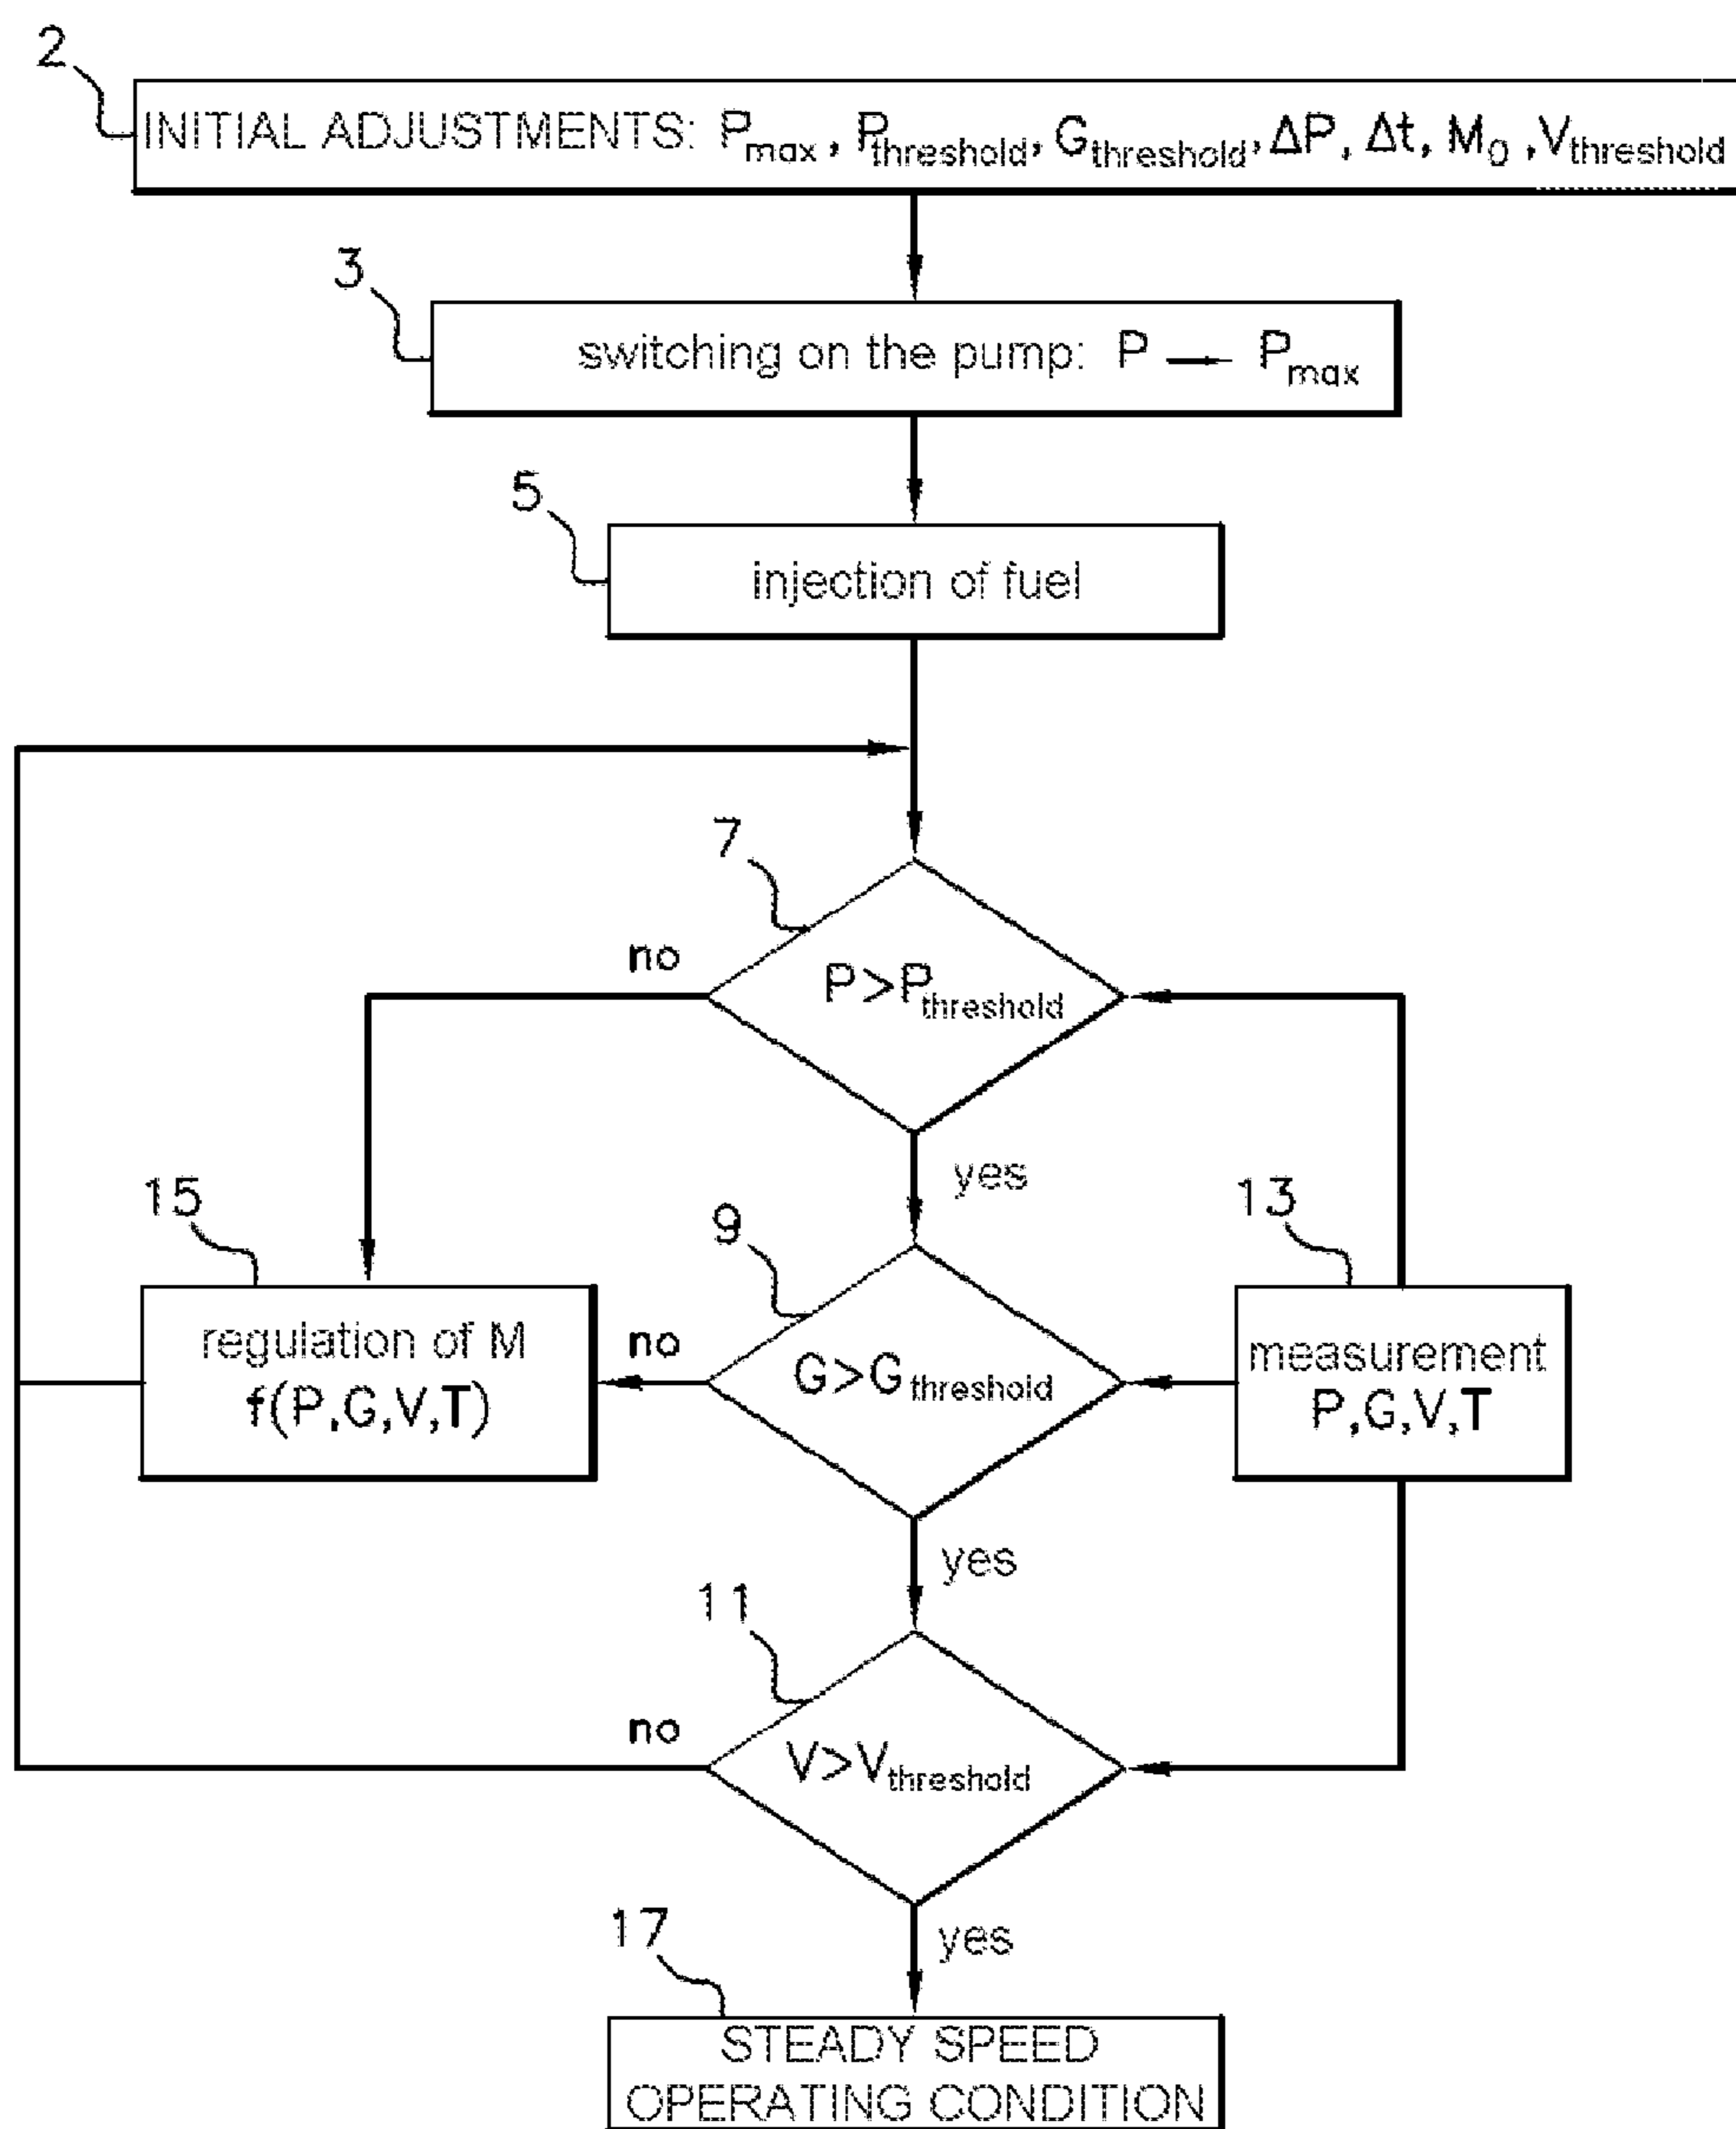 2
INITIAL ADJUSTMENTS: Pmax, Pthreshold, Gthreshold, ΔP, Δt, M0, Vthreshold
3
switching on the pump: P → Pmax
5
injection of fuel
7
no
P>Pthreshold
yes
15
9
13
regulation of M
f(P,G,V,T)
no
G>Gthreshold
measurement
P,G,V,T
yes
11
no
V>Vthreshold
17
yes
STEADY SPEED
OPERATING CONDITION